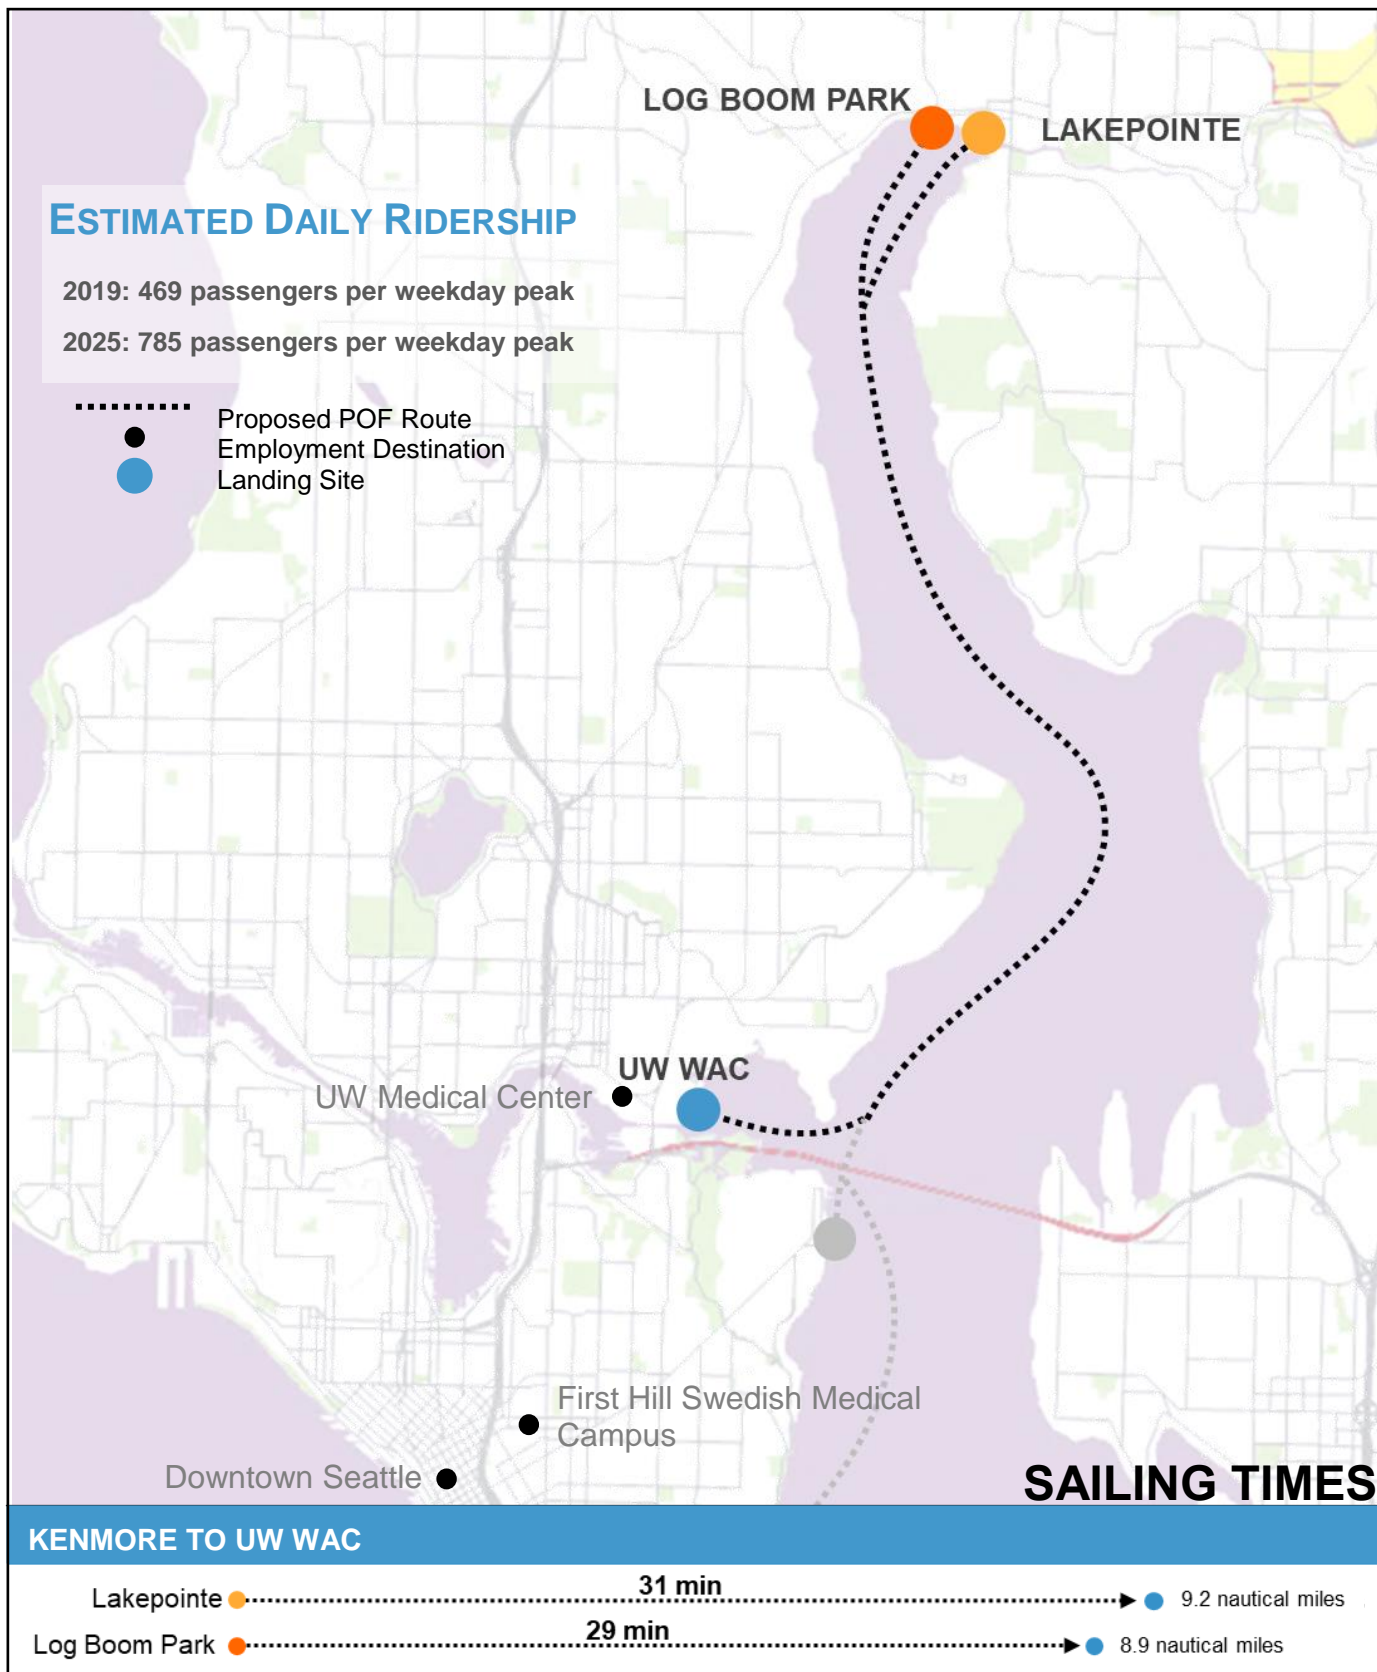 LOG BOOM PARK
LAKEPOINTE
ESTIMATED DAILY RIDERSHIP
2019: 469 passengers per weekday peak
2025: 785 passengers per weekday peak
Proposed POF Route
Employment Destination
Landing Site
UW WAC
UW Medical Center
First Hill Swedish Medical
Campus
Downtown Seattle
SAILING TIMES
KENMORE TO UW WAC
31 min
Lakepointe 9.2 nautical miles
29 min
Log Boom Park 8.9 nautical miles